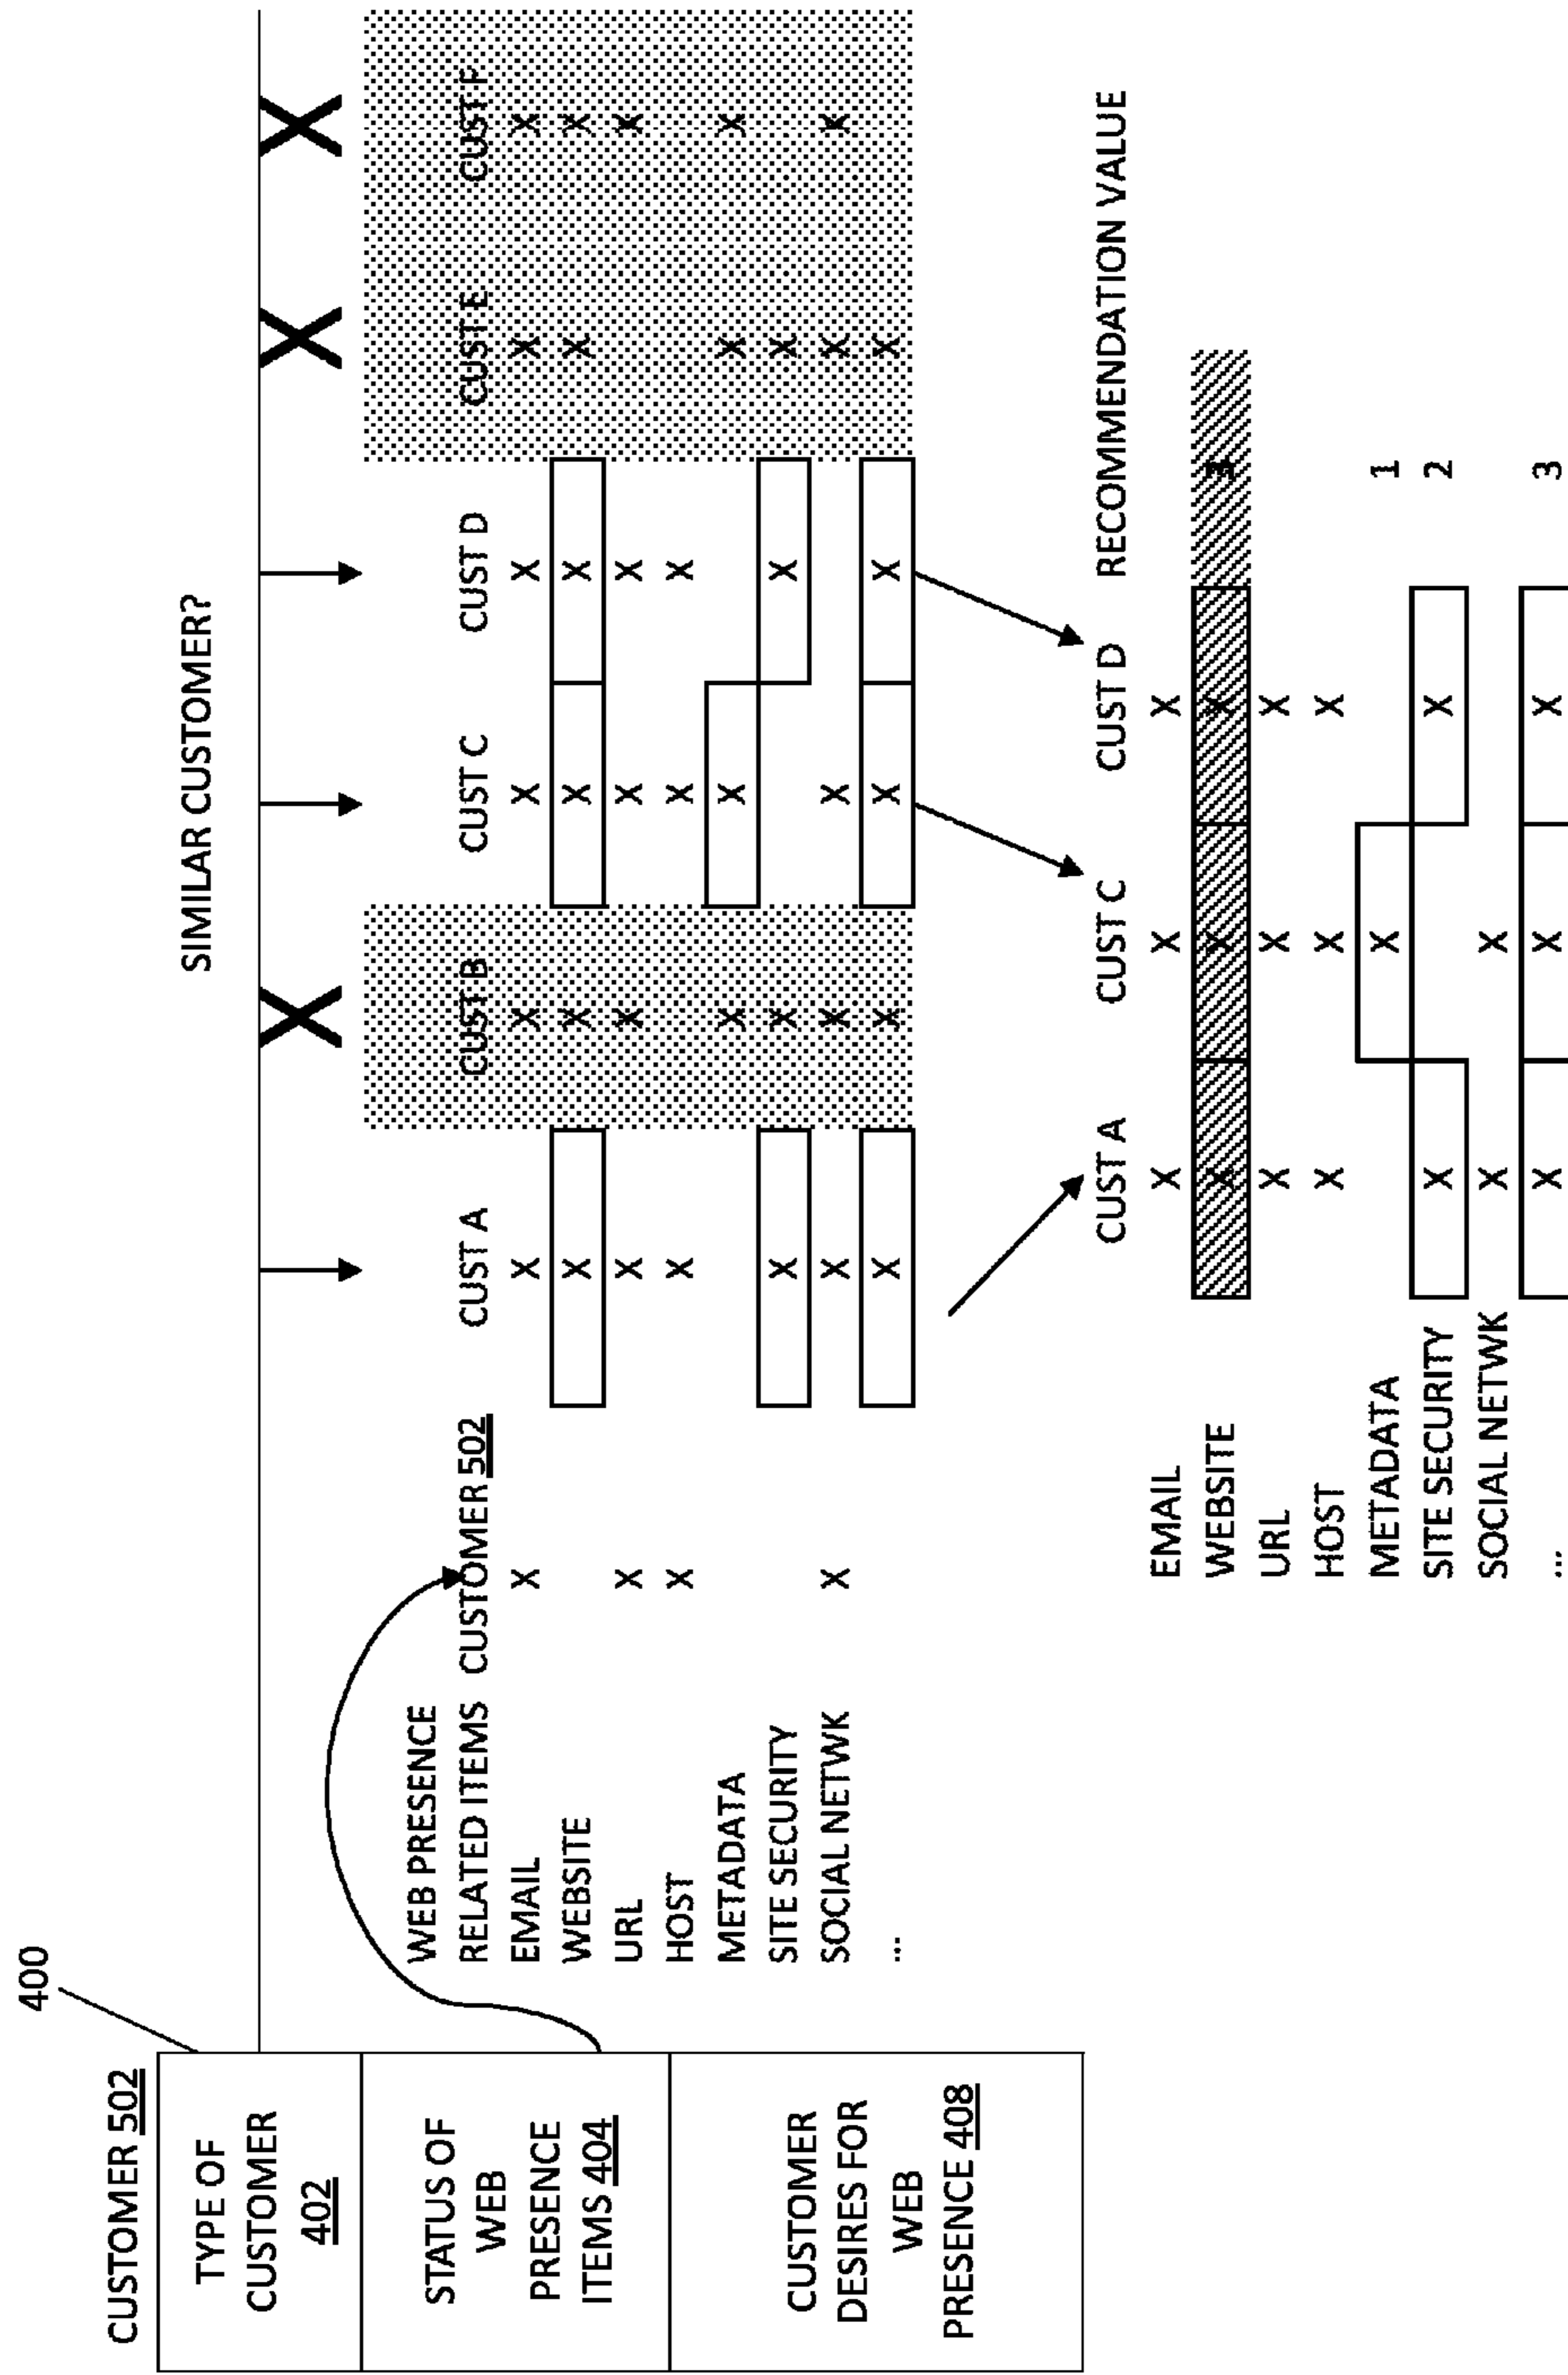 400
CUSTOMER 502
TYPE OF
CUSTOMER
402
STATUS OF
WEB
PRESENCE
ITEMS 404
CUSTOMER
DESIRES FOR
WEB
PRESENCE 408
SIMILAR CUSTOMER?
X X X
WEB PRESENCE
RELATED ITEMS CUSTOMER 502 CUST A CUST B CUST C CUST D CUST E CUST F
EMAIL X X X X X X X
WEBSITE X X X X X X
URL X X X X X X
HOST X X X X
METADATA X X X X
SITE SECURITY X X X X
SOCIAL NETWK X X X X X X
... X X X X X
CUST A CUST C CUST D RECOMMENDATION VALUE
EMAIL X X X
WEBSITE X X X 3
URL X X X
HOST X X X
METADATA X 1
SITE SECURITY X X 2
SOCIAL NETWK X X
... X X X 3